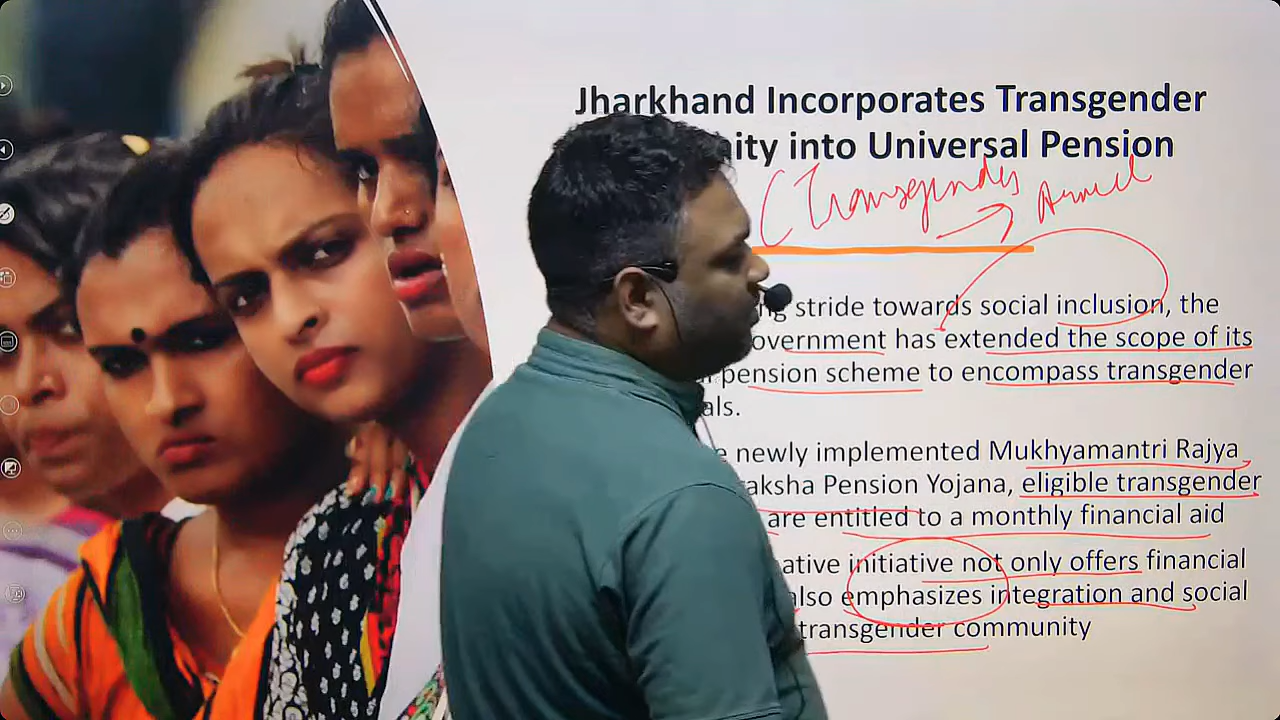 Jharkhand Incorporates Transgender
ity into Universal Pension
(Transgendes
stride towards social inclusion, the
overnment has extended the scope of its
pension scheme to encompass transgender
als.
newly implemented Mukhyamantri Rajya
aksha Pension Yojana, eligible transgender
are entitled to a monthly financial aid
ative initiative not only offers financial
also emphasizes integration and social
transgender community